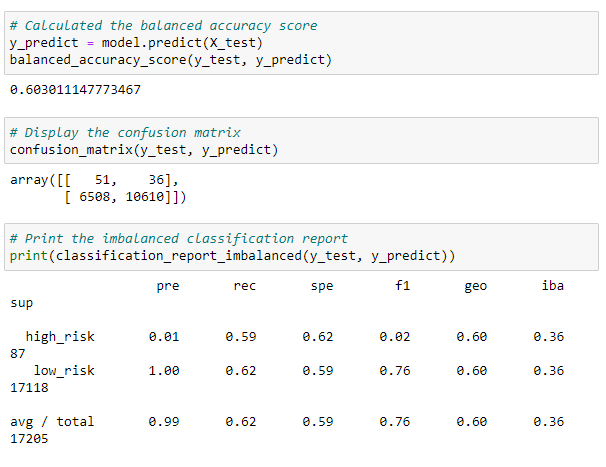 # Calculated the balanced accuracy score
y_predict = model.predict(X_test)
balanced_accuracy_score(y_test, y_predict)
0.603011147773467
# Display the confusion matrix
confusion_matrix(y_test, y_predict)
array([[   51,    36],
       [ 6508, 10610]])
# Print the imbalanced classification report
print(classification_report_imbalanced(y_test, y_predict))
                  pre       rec       spe        f1       geo       iba
sup
  high_risk       0.01      0.59      0.62      0.02      0.60      0.36
87
   low_risk       1.00      0.62      0.59      0.76      0.60      0.36
17118
avg / total       0.99      0.62      0.59      0.76      0.60      0.36
17205